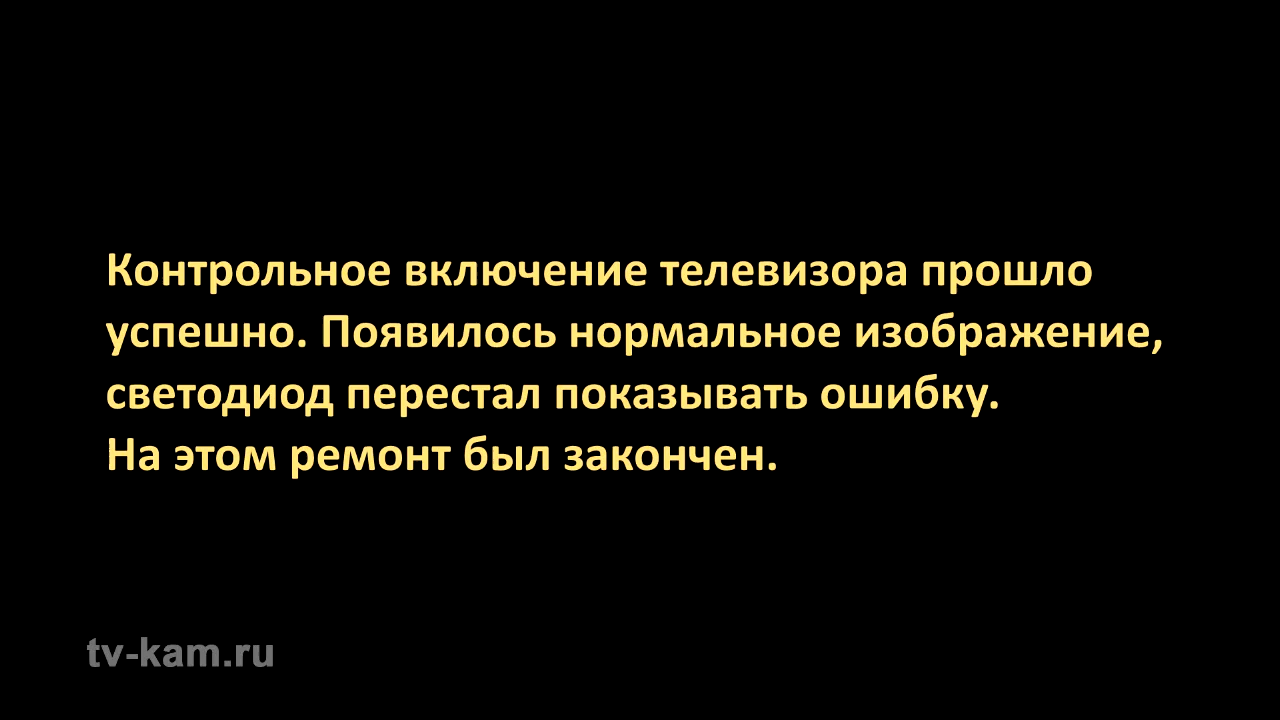 Контрольное включение телевизора прошло
успешно. Появилось нормальное изображение,
светодиод перестал показывать ошибку.
На этом ремонт был закончен.
tv-kam.ru